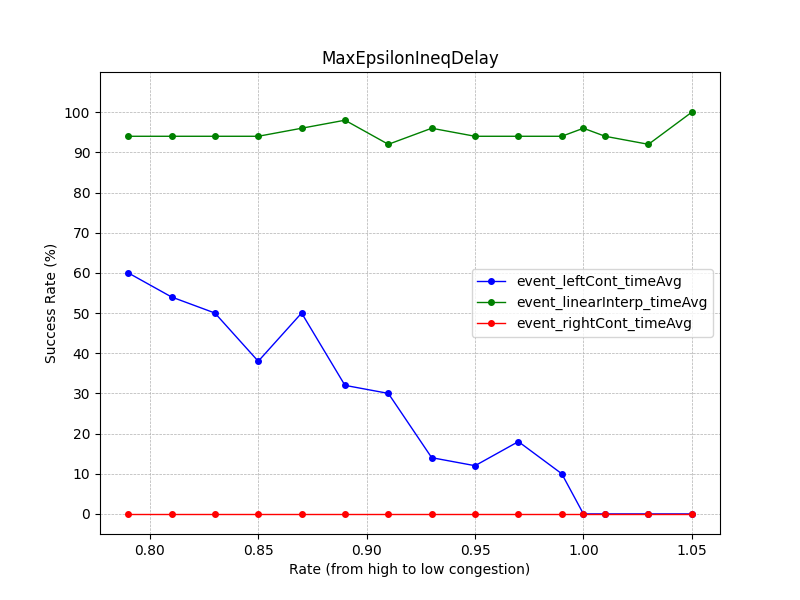 MaxEpsilonIneqDelay
100
90
80
70
60
50
40
30
20
10
0
Success Rate (%)
event_leftCont_timeAvg
event_linearInterp_timeAvg
event_rightCont_timeAvg
0.80 0.85 0.90 0.95 1.00 1.05
Rate (from high to low congestion)